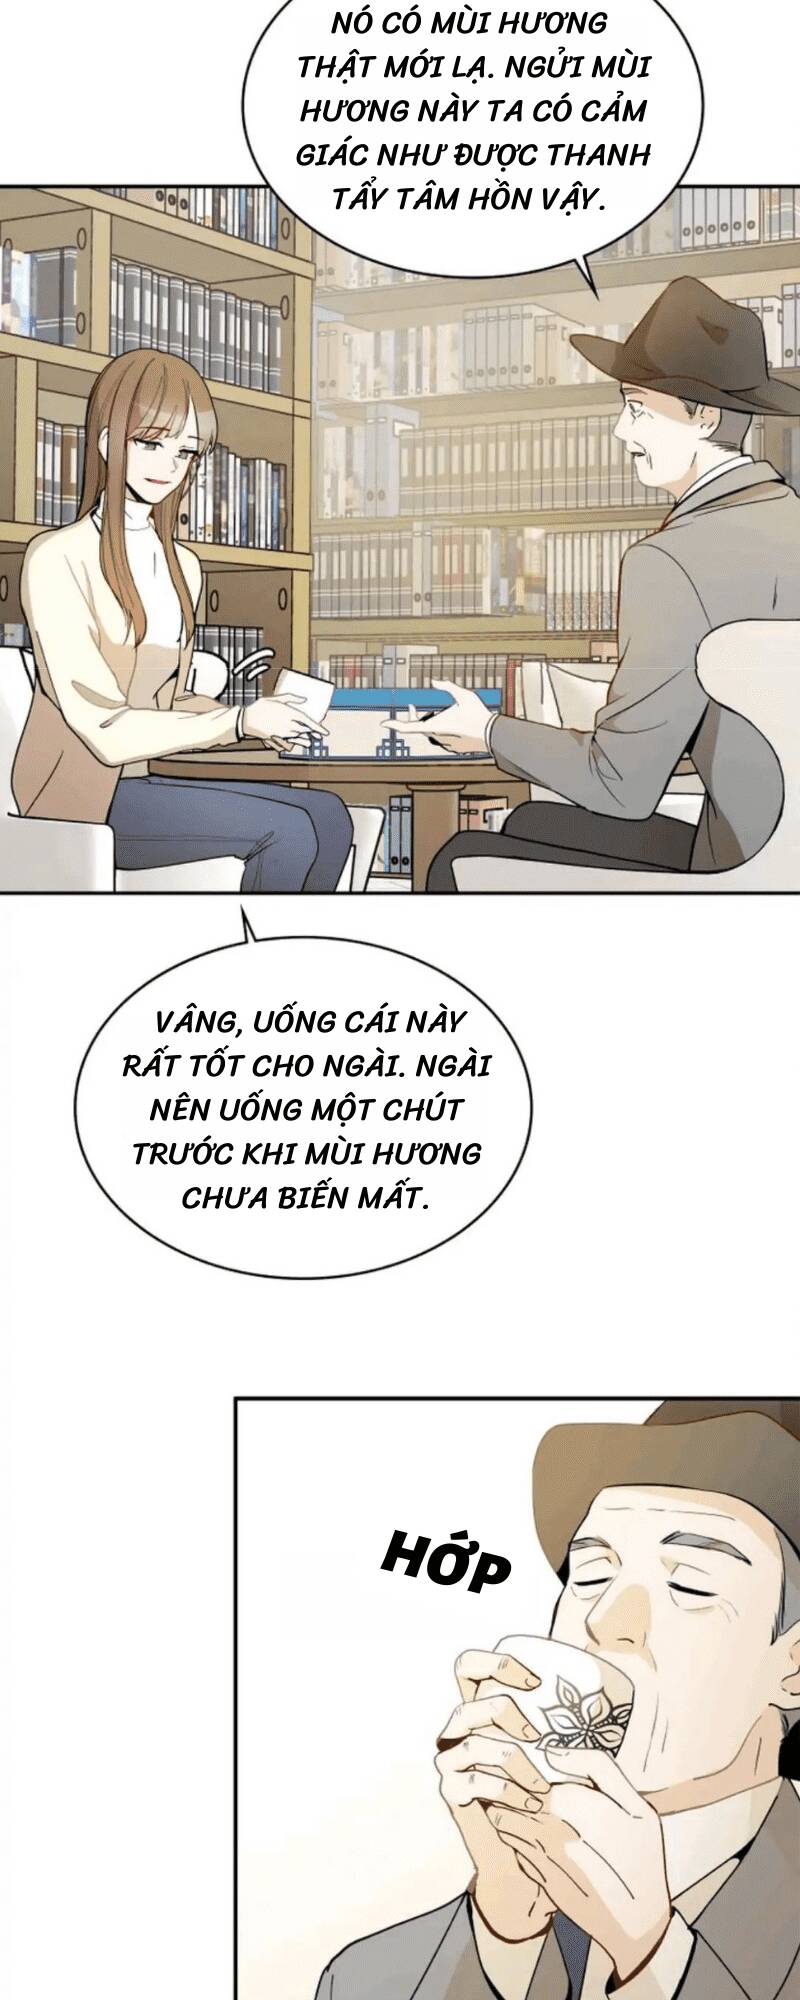 NÓ CÓ MÙI HƯƠNG
THẬT MỚI LẠ. NGỬI MÙI
HƯƠNG NÀY TA CÓ CẢM
GIÁC NHƯ ĐƯỢC THANH
TẨY TÂM HỒN VẬY.
VÂNG, UỐNG CÁI NÀY
RẤT TỐT CHO NGÀI. NGÀI
NÊN UỐNG MỘT CHÚT
TRƯỚC KHI MÙI HƯƠNG
CHƯA BIẾN MẤT.
HỚP